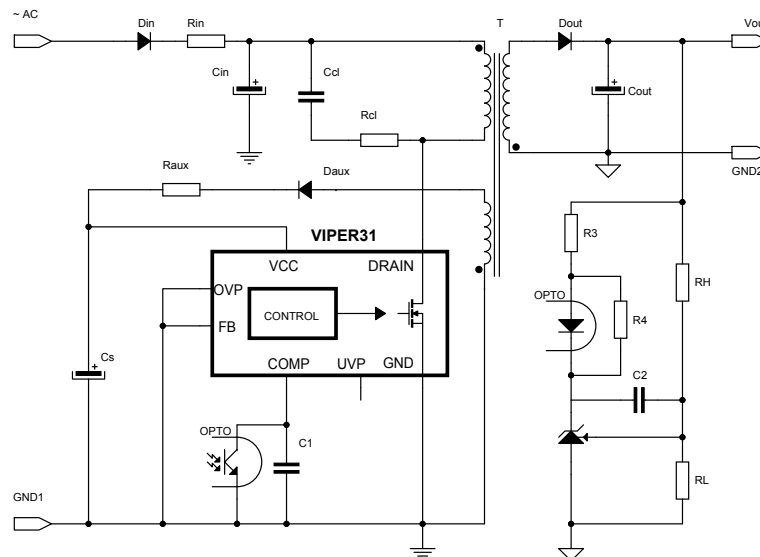 ~ AC
Din
Rin
T
Dout
Vou
Cin
+
Ccl
Rcl
+
Cout
GND2
Raux
Daux
VIPER31
VCC
DRAIN
OVP
FB
CONTROL
COMP
UVP
GND
Cs
+
OPTO
C1
GND1
R3
OPTO
R4
RH
C2
RL